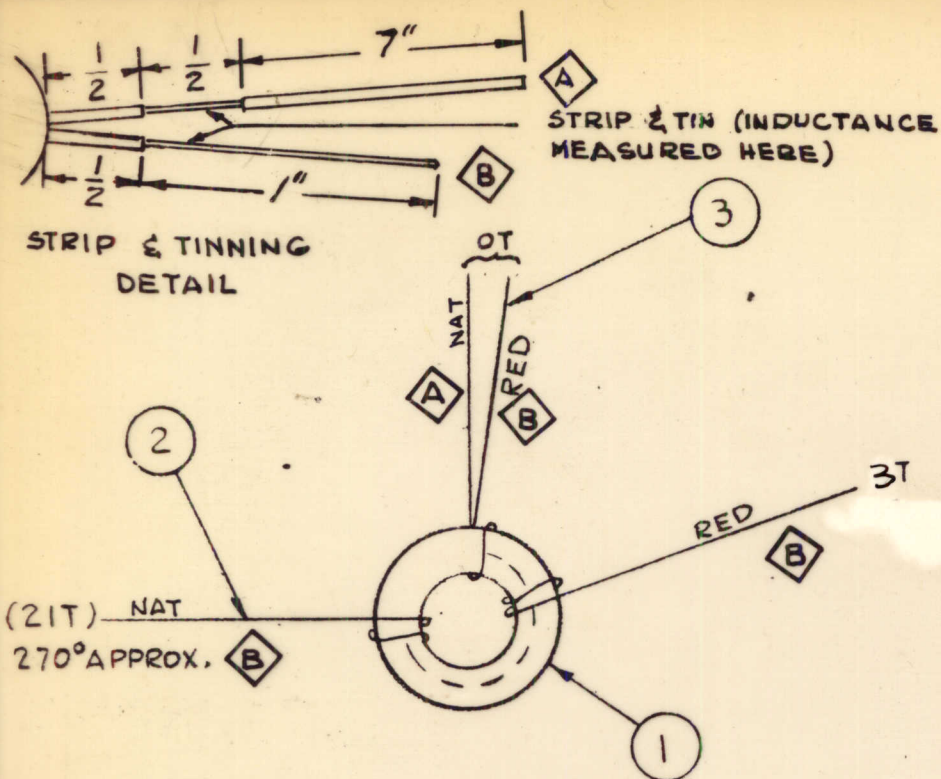 1/2 1/2 7"
A
STRIP & TIN (INDUCTANCE
MEASURED HERE)
B
1/2 1"
STRIP & TINNING
DETAIL
OT
3
NAT
RED
A
B
2
3T
RED
B
(21T) NAT
270° APPROX. B
1